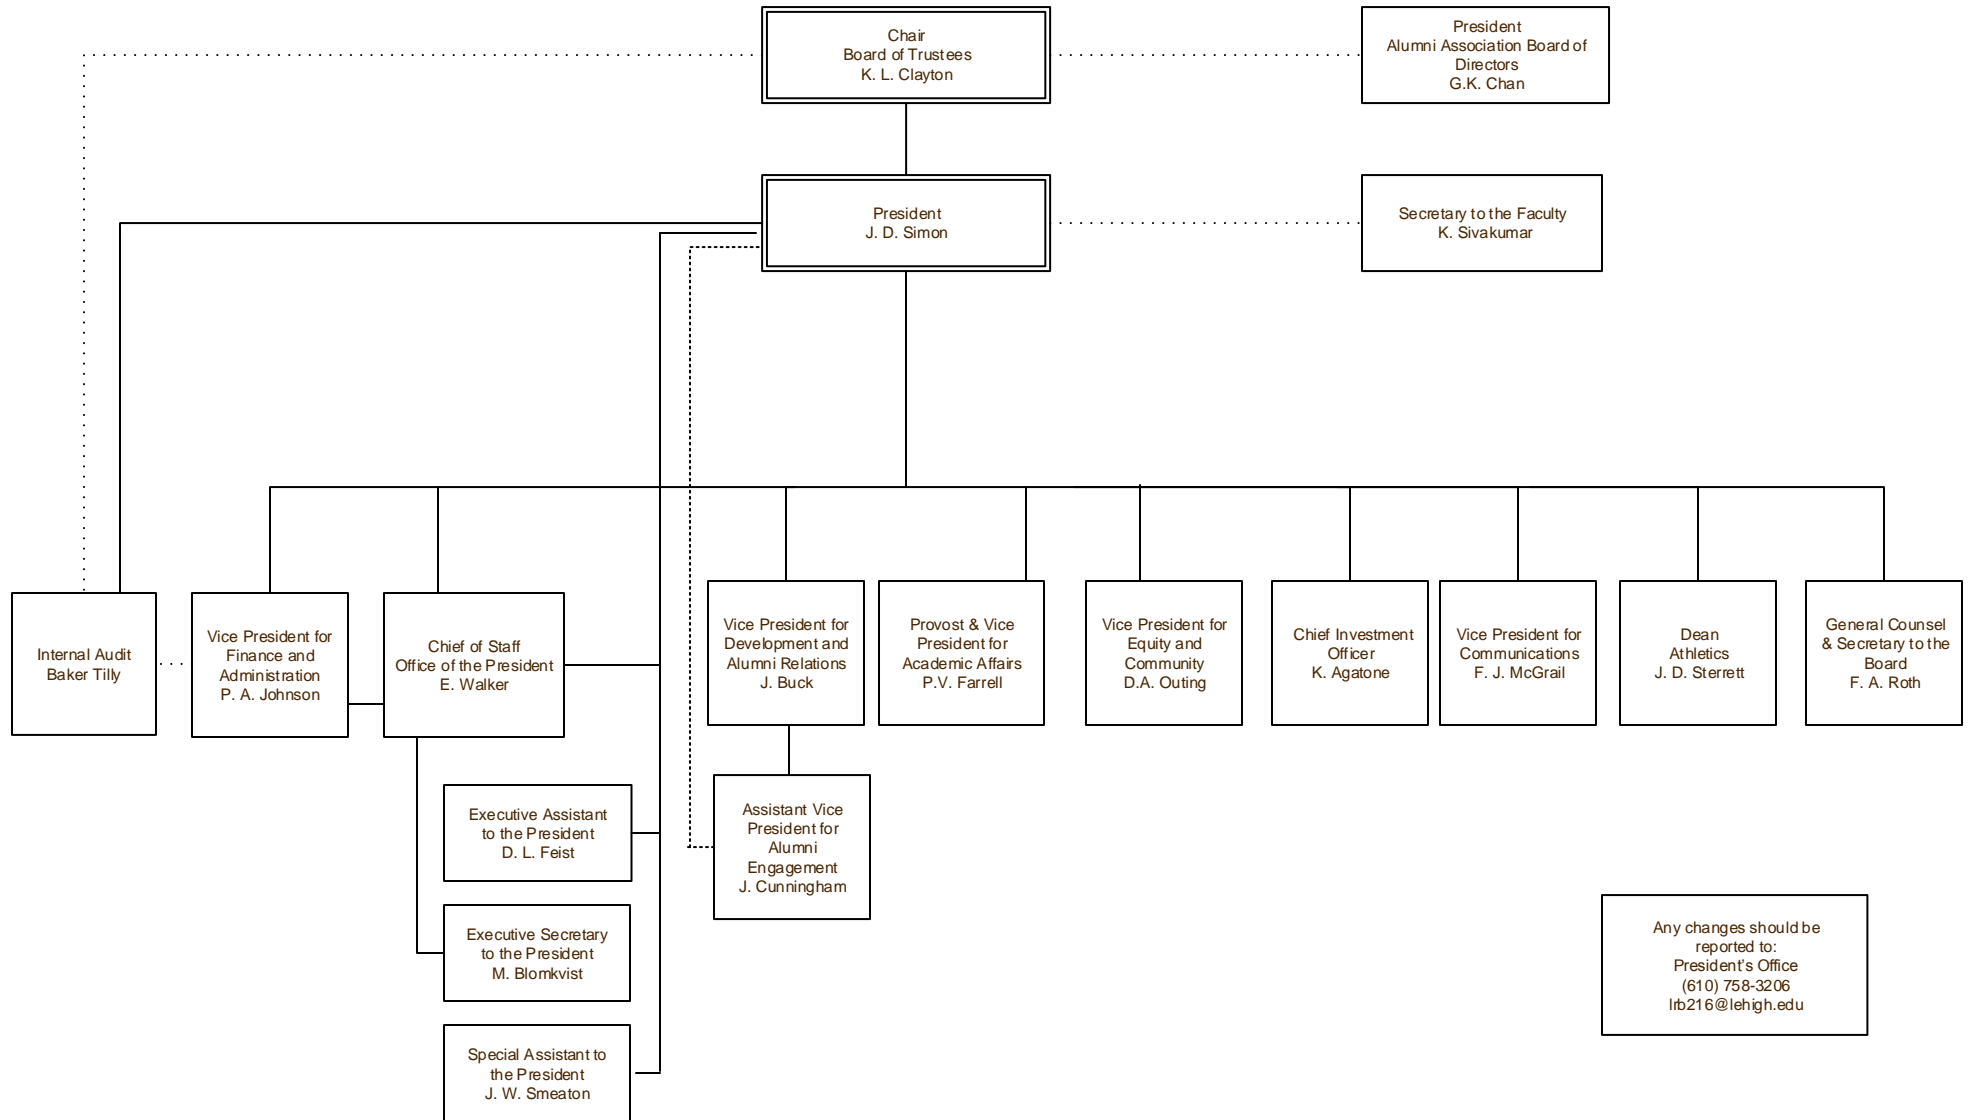 Chair
Board of Trustees
K. L. Clayton
President
Alumni Association Board of
Directors
G.K. Chan
President
J. D. Simon
Secretary to the Faculty
K. Sivakumar
Internal Audit
Baker Tilly
Vice President for
Finance and
Administration
P. A. Johnson
Chief of Staff
Office of the President
E. Walker
Vice President for
Development and
Alumni Relations
J. Buck
Provost & Vice
President for
Academic Affairs
P.V. Farrell
Vice President for
Equity and
Community
D.A. Outing
Chief Investment
Officer
K. Agatone
Vice President for
Communications
F. J. McGrail
Dean
Athletics
J. D. Sterrett
General Counsel
& Secretary to the
Board
F. A. Roth
Executive Assistant
to the President
D. L. Feist
Assistant Vice
President for
Alumni
Engagement
J. Cunningham
Executive Secretary
to the President
M. Blomkvist
Special Assistant to
the President
J. W. Smeaton
Any changes should be
reported to:
President's Office
(610) 758-3206
lrb216@lehigh.edu